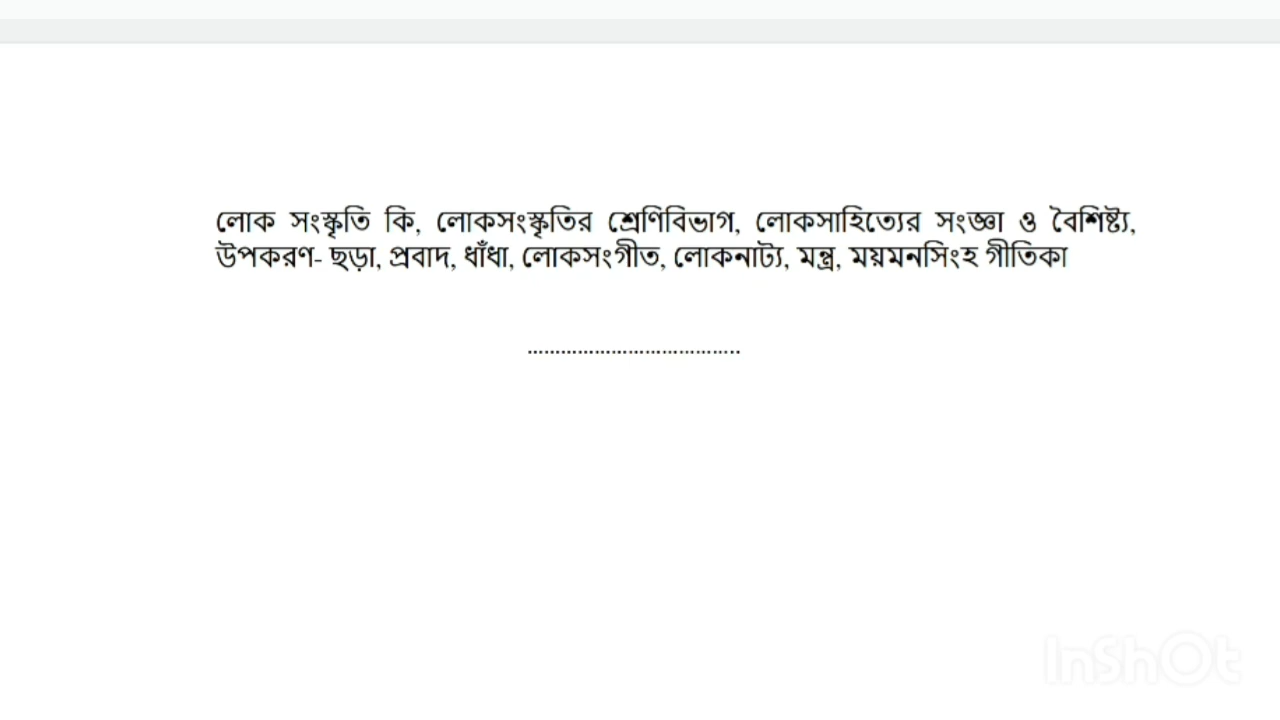 লোক সংস্কৃতি কি, লোকসংস্কৃতির শ্রেণিবিভাগ, লোকসাহিত্যের সংজ্ঞা ও বৈশিষ্ট্য,
উপকরণ- ছড়া, প্রবাদ, ধাঁধা, লোকসংগীত, লোকনাট্য, মন্ত্র, ময়মনসিংহ গীতিকা
.......................................
InShOt